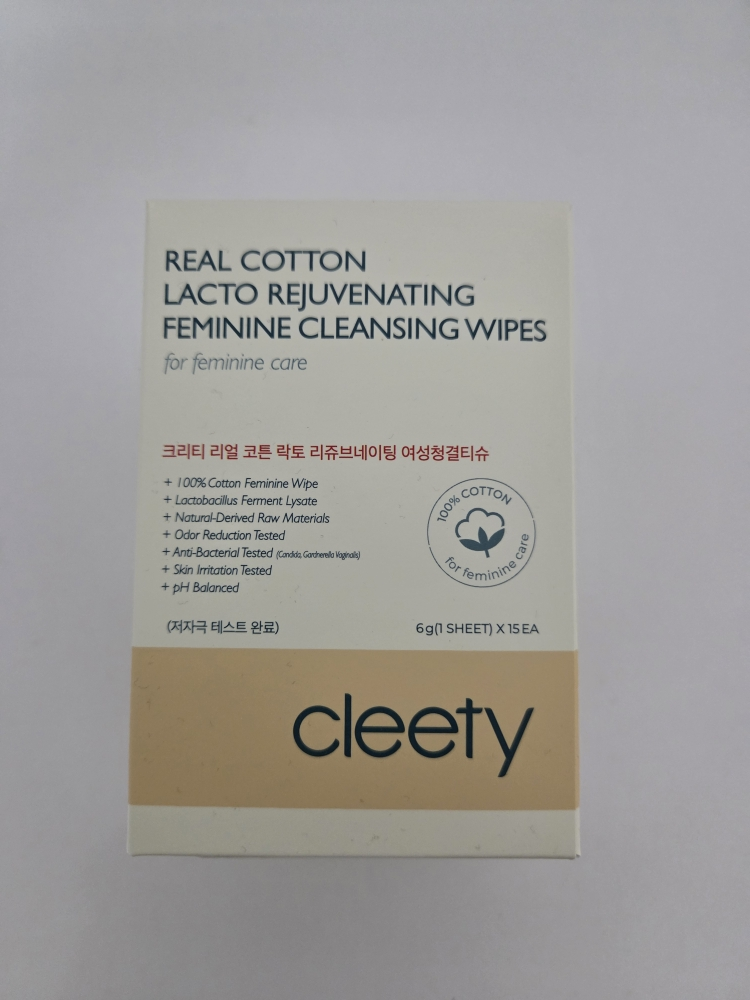 REAL COTTON
LACTO REJUVENATING
FEMININE CLEANSING WIPES
for feminine care
크리티 리얼 코튼 락토 리쥬브네이팅 여성청결티슈
+ 100% Cotton Feminine Wipe
+ Lactobacillus Ferment Lysate
+ Natural-Derived Raw Materials
+ Odor Reduction Tested
+ Anti-Bacterial Tested (Candida, Gardnerella Vaginalis)
+ Skin Irritation Tested
+ pH Balanced
100% COTTON
for feminine care
(저자극 테스트 완료)
6g(1 SHEET) X 15EA
cleety